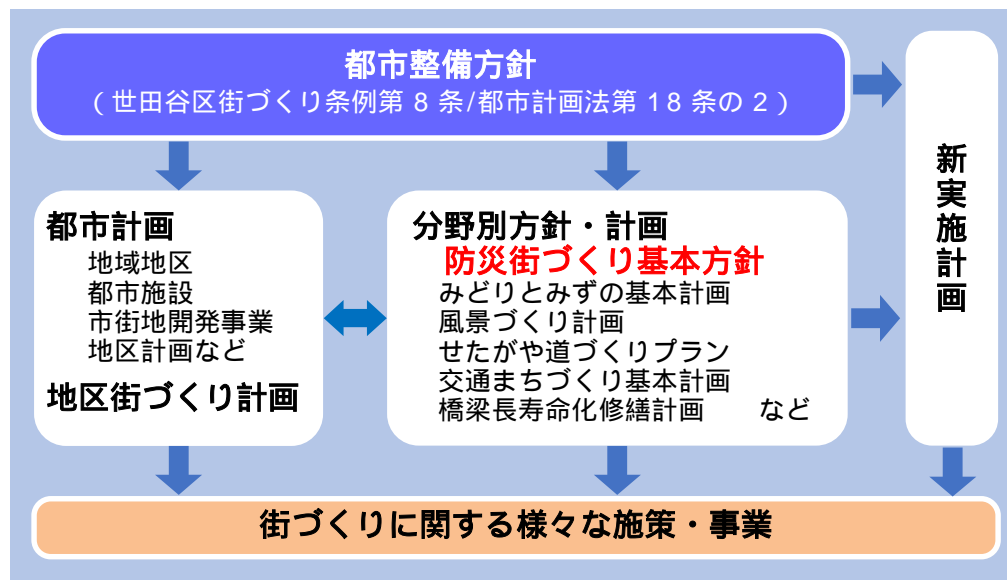 都市整備方針
（世田谷区街づくり条例第８条/都市計画法第18条の2）
都市計画
地域地区
都市施設
市街地開発事業
地区計画など
地区街づくり計画
分野別方針・計画
防災街づくり基本方針
みどりとみずの基本計画
風景づくり計画
せたがや道づくりプラン
交通まちづくり基本計画
橋梁長寿命化修繕計画　　など
新実施計画
街づくりに関する様々な施策・事業